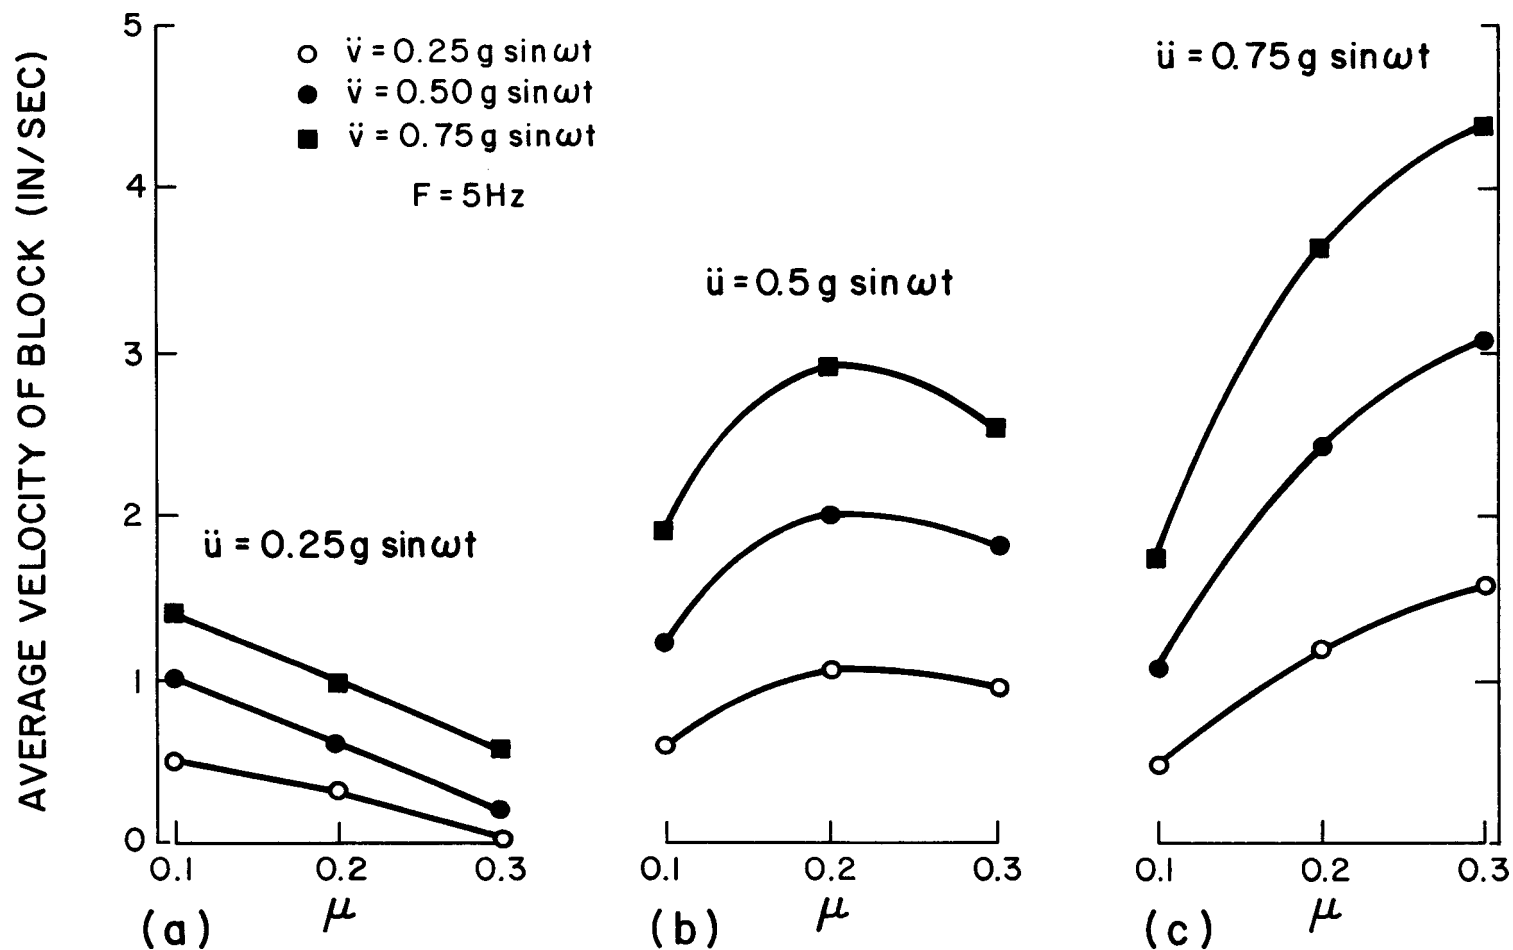 AVERAGE VELOCITY OF BLOCK (IN/SEC)
5
4
3
2
1
0
v̈ = 0.25 g sin ωt
v̈ = 0.50 g sin ωt
v̈ = 0.75 g sin ωt
F = 5Hz
ü = 0.25 g sin ωt
0.1 0.2 0.3
μ
(a)
ü = 0.5 g sin ωt
0.1 0.2 0.3
μ
(b)
ü = 0.75 g sin ωt
0.1 0.2 0.3
μ
(c)